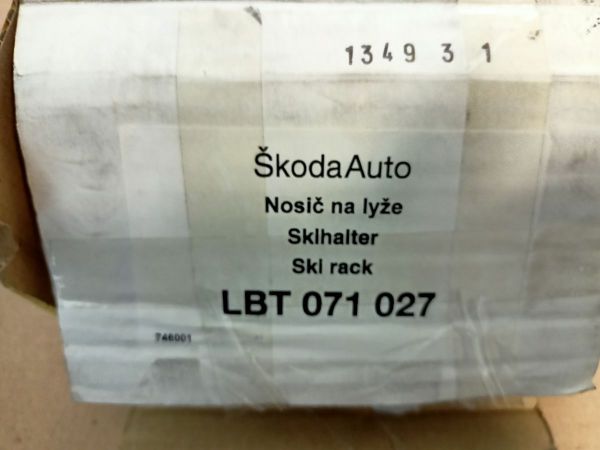 1349 3 1
ŠkodaAuto
Nosič na lyže
Skihalter
Ski rack
LBT 071 027
746001